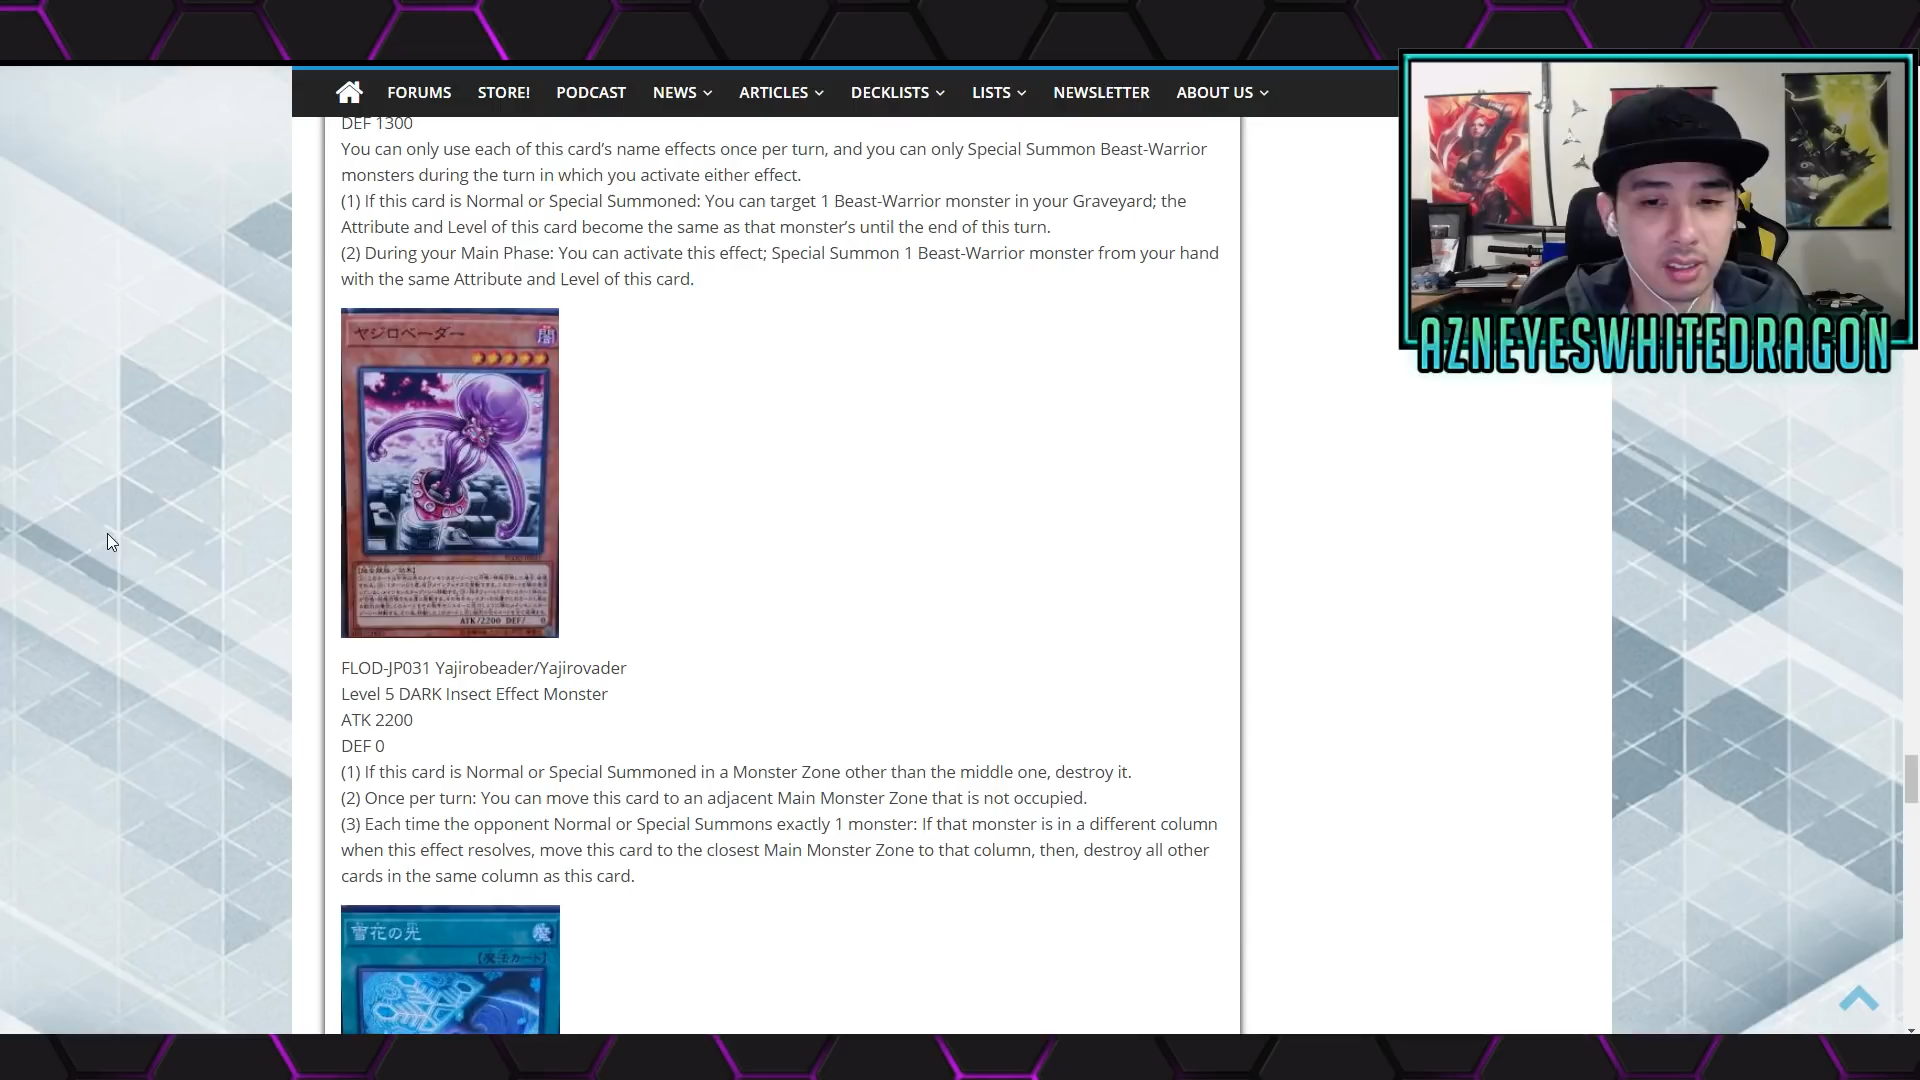 FORUMS STORE! PODCAST NEWS ARTICLES DECKLISTS LISTS NEWSLETTER ABOUT US
DEF 1300
You can only use each of this card’s name effects once per turn, and you can only Special Summon Beast-Warrior
monsters during the turn in which you activate either effect.
(1) If this card is Normal or Special Summoned: You can target 1 Beast-Warrior monster in your Graveyard; the
Attribute and Level of this card become the same as that monster’s until the end of this turn.
(2) During your Main Phase: You can activate this effect; Special Summon 1 Beast-Warrior monster from your hand
with the same Attribute and Level of this card.
ヤジロベーダー 闇
ATK/2200 DEF/ 0
FLOD-JP031 Yajirobeader/Yajirovader
Level 5 DARK Insect Effect Monster
ATK 2200
DEF 0
(1) If this card is Normal or Special Summoned in a Monster Zone other than the middle one, destroy it.
(2) Once per turn: You can move this card to an adjacent Main Monster Zone that is not occupied.
(3) Each time the opponent Normal or Special Summons exactly 1 monster: If that monster is in a different column
when this effect resolves, move this card to the closest Main Monster Zone to that column, then, destroy all other
cards in the same column as this card.
雪花の光 魔
【魔法カード】
AZNEYESWHITEDRAGON